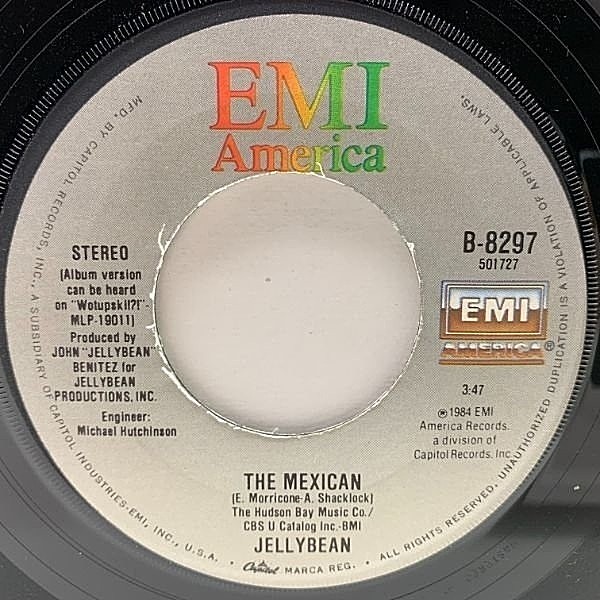 EMI
America
STEREO
(Album version
can be heard
on "Wotupski!?!"-
MLP-19011)
Produced by
JOHN "JELLYBEAN"
BENITEZ for
JELLYBEAN
PRODUCTIONS, INC.
Engineer:
Michael Hutchinson
B-8297
501727
EMI
AMERICA®
3:47
℗ 1984 EMI
America Records,
a division of
Capitol Records, Inc.
THE MEXICAN
(E. Morricone-A. Shacklock)
The Hudson Bay Music Co./
CBS U Catalog Inc.-BMI
JELLYBEAN
MFD. BY CAPITOL RECORDS, INC., A SUBSIDIARY OF CAPITOL INDUSTRIES-EMI, INC., U.S.A. • Capitol MARCA REG. • ALL RIGHTS RESERVED. UNAUTHORIZED DUPLICATION IS A VIOLATION OF APPLICABLE LAWS.